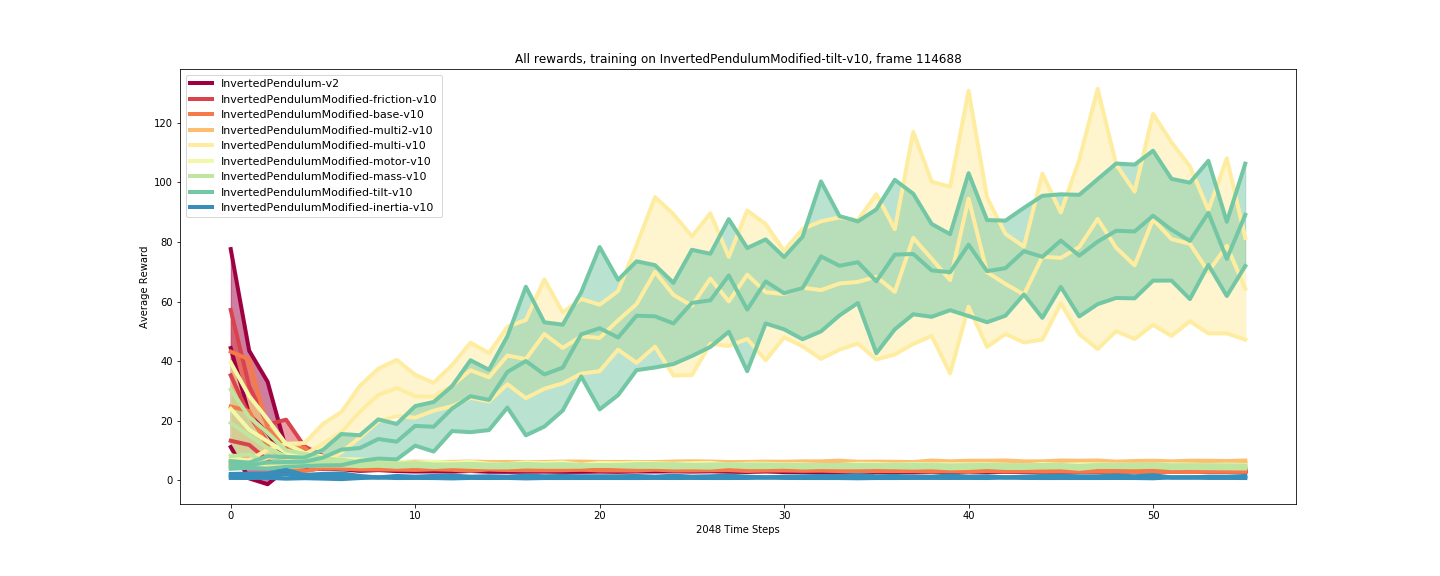 All rewards, training on InvertedPendulumModified-tilt-v10, frame 114688
InvertedPendulum-v2
InvertedPendulumModified-friction-v10
InvertedPendulumModified-base-v10
InvertedPendulumModified-multi2-v10
InvertedPendulumModified-multi-v10
InvertedPendulumModified-motor-v10
InvertedPendulumModified-mass-v10
InvertedPendulumModified-tilt-v10
InvertedPendulumModified-inertia-v10
Average Reward
120
100
80
60
40
20
0
0 10 20 30 40 50
2048 Time Steps